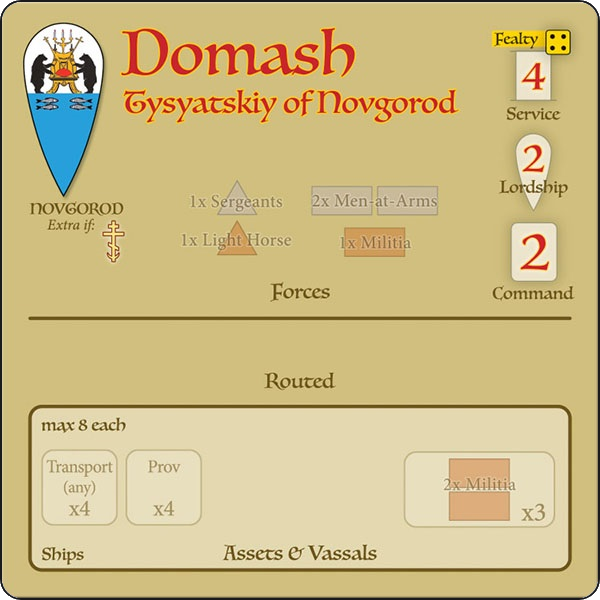 Domash
Tysyatskiy of Novgorod
Fealty
4
Service
2
Lordship
2
Command
NOVGOROD
Extra if:
1x Sergeants
2x Men-at-Arms
1x Light Horse
1x Militia
Forces
Routed
max 8 each
Transport
(any)
x4
Prov
x4
2x Militia
x3
Ships
Assets & Vassals